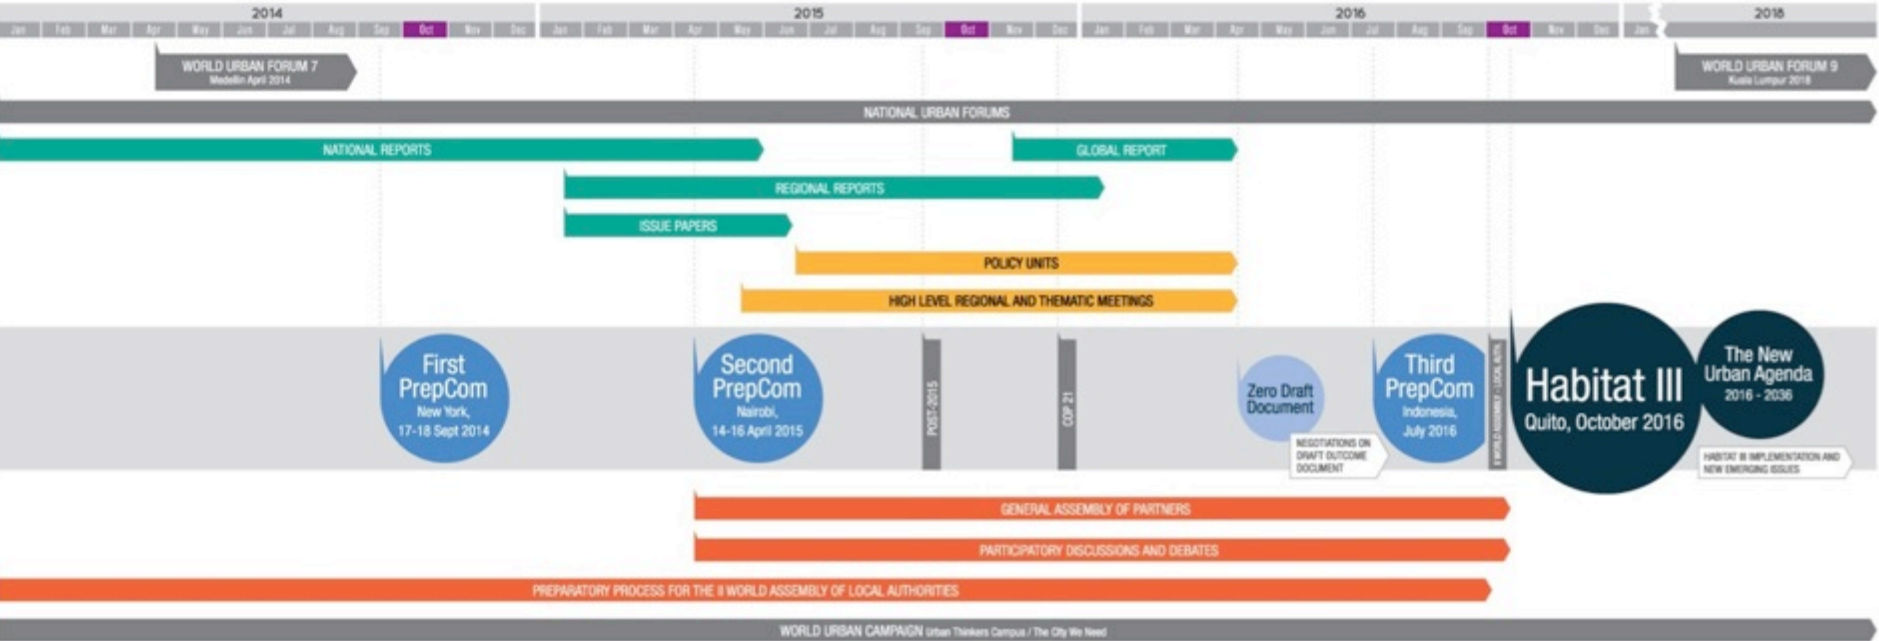 2014 2015 2016 2018
Jan Feb Mar Apr May Jun Jul Aug Sep Oct Nov Dec Jan Feb Mar Apr May Jun Jul Aug Sep Oct Nov Dec Jan Feb Mar Apr May Jun Jul Aug Sep Oct Nov Dec Jan
WORLD URBAN FORUM 7
Medellin April 2014
WORLD URBAN FORUM 9
Kuala Lumpur 2018
NATIONAL URBAN FORUMS
NATIONAL REPORTS
GLOBAL REPORT
REGIONAL REPORTS
ISSUE PAPERS
POLICY UNITS
HIGH LEVEL REGIONAL AND THEMATIC MEETINGS
First
PrepCom
New York,
17-18 Sept 2014
Second
PrepCom
Nairobi,
14-16 April 2015
POST-2015
COP 21
Zero Draft
Document
NEGOTIATIONS ON
DRAFT OUTCOME
DOCUMENT
Third
PrepCom
Indonesia,
July 2016
II WORLD ASSEMBLY - LOCAL AUTH.
Habitat III
Quito, October 2016
The New
Urban Agenda
2016 - 2036
HABITAT III IMPLEMENTATION AND
NEW EMERGING ISSUES
GENERAL ASSEMBLY OF PARTNERS
PARTICIPATORY DISCUSSIONS AND DEBATES
PREPARATORY PROCESS FOR THE II WORLD ASSEMBLY OF LOCAL AUTHORITIES
WORLD URBAN CAMPAIGN Urban Thinkers Campus / The City We Need